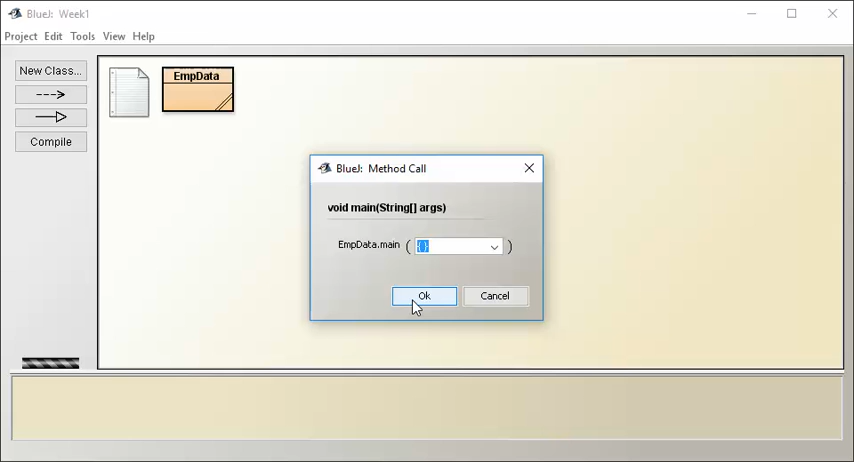 BlueJ: Week1
Project Edit Tools View Help
New Class...
EmpData
Compile
BlueJ: Method Call
void main(String[] args)
EmpData.main ( {} )
Ok Cancel